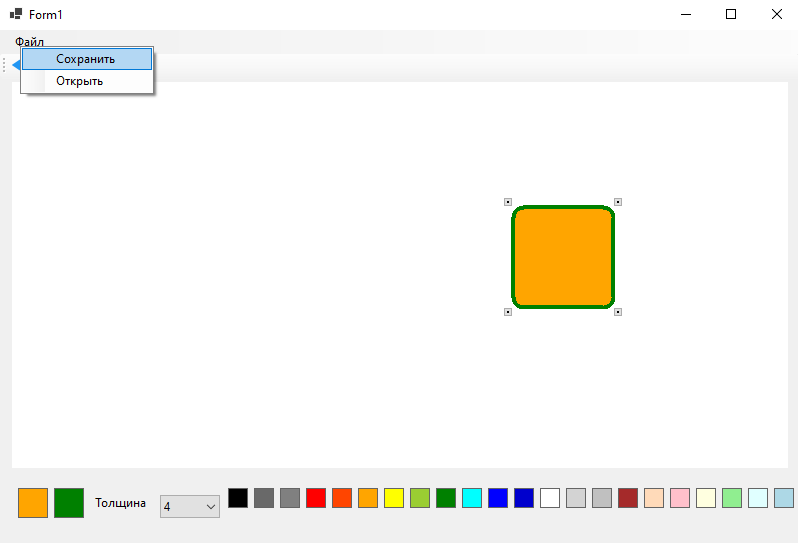 Form1
Файл
Сохранить
Открыть
Толщина
4